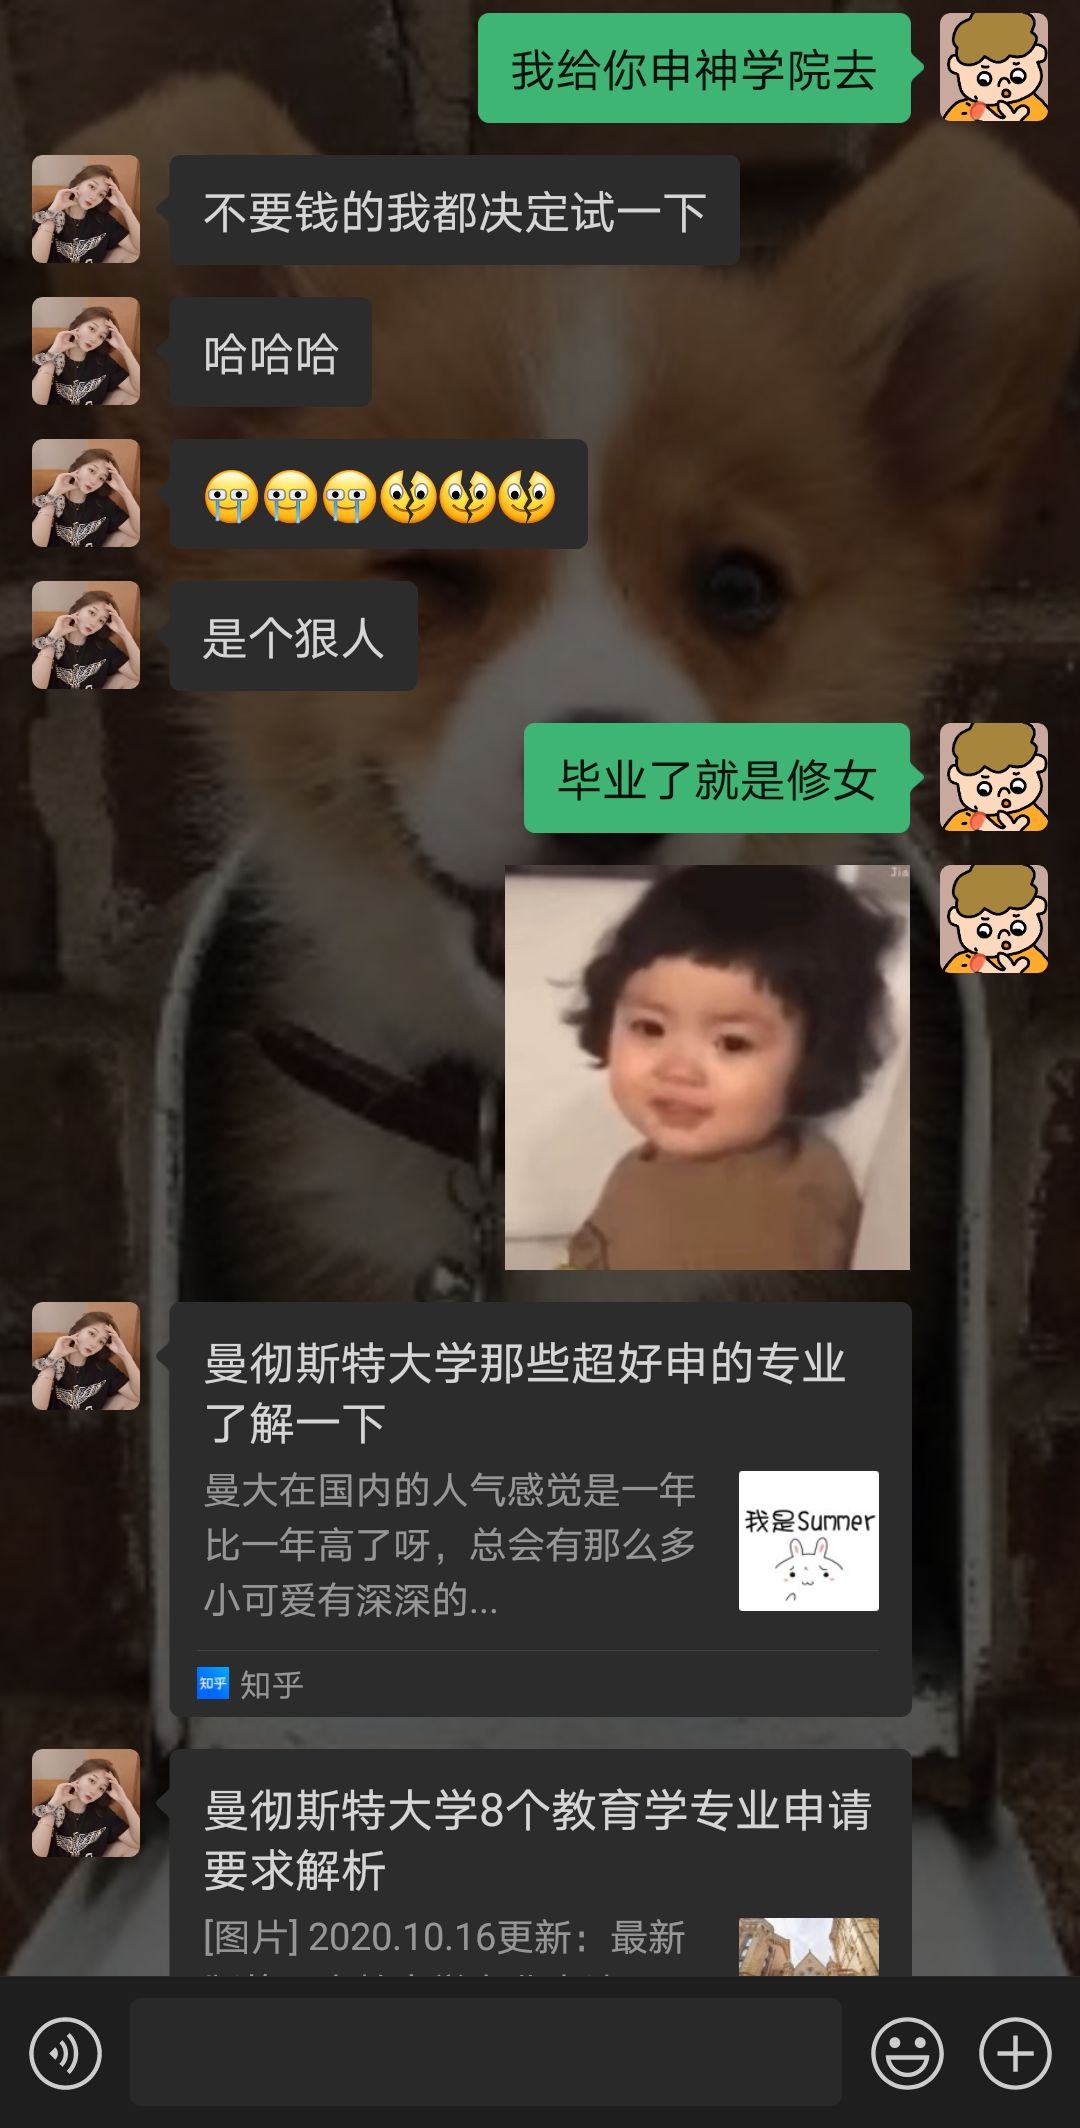 我给你申神学院去
不要钱的我都决定试一下
哈哈哈
是个狠人
毕业了就是修女
Jia
曼彻斯特大学那些超好申的专业
了解一下
曼大在国内的人气感觉是一年
比一年高了呀，总会有那么多
小可爱有深深的...
我是Summer
知乎 知乎
曼彻斯特大学8个教育学专业申请
要求解析
[图片] 2020.10.16更新：最新